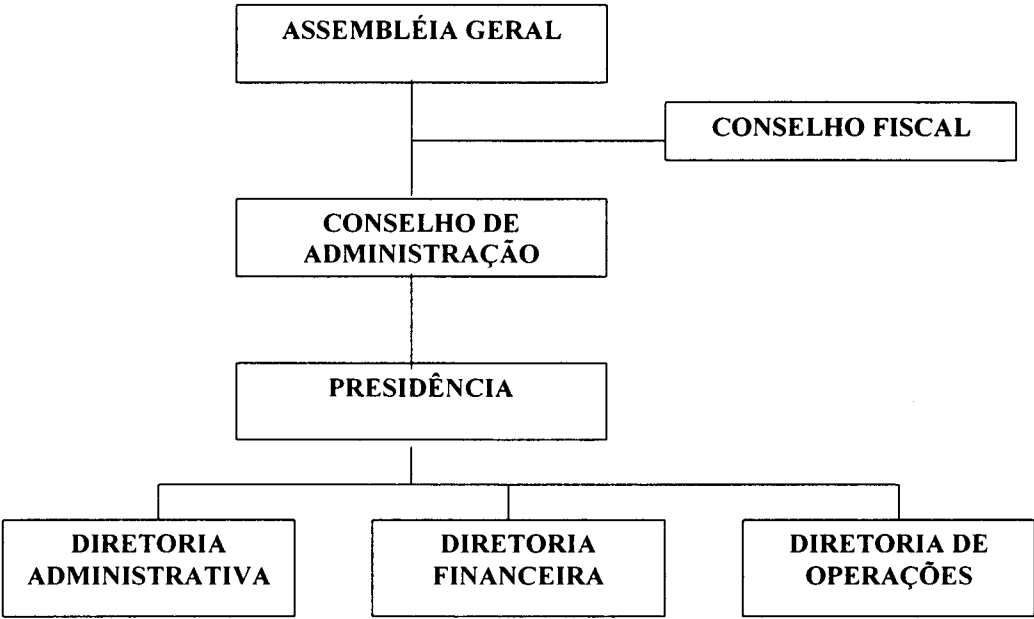 ASSEMBLÉIA GERAL
CONSELHO FISCAL
CONSELHO DE
ADMINISTRAÇÃO
PRESIDÊNCIA
DIRETORIA
ADMINISTRATIVA
DIRETORIA
FINANCEIRA
DIRETORIA DE
OPERAÇÕES